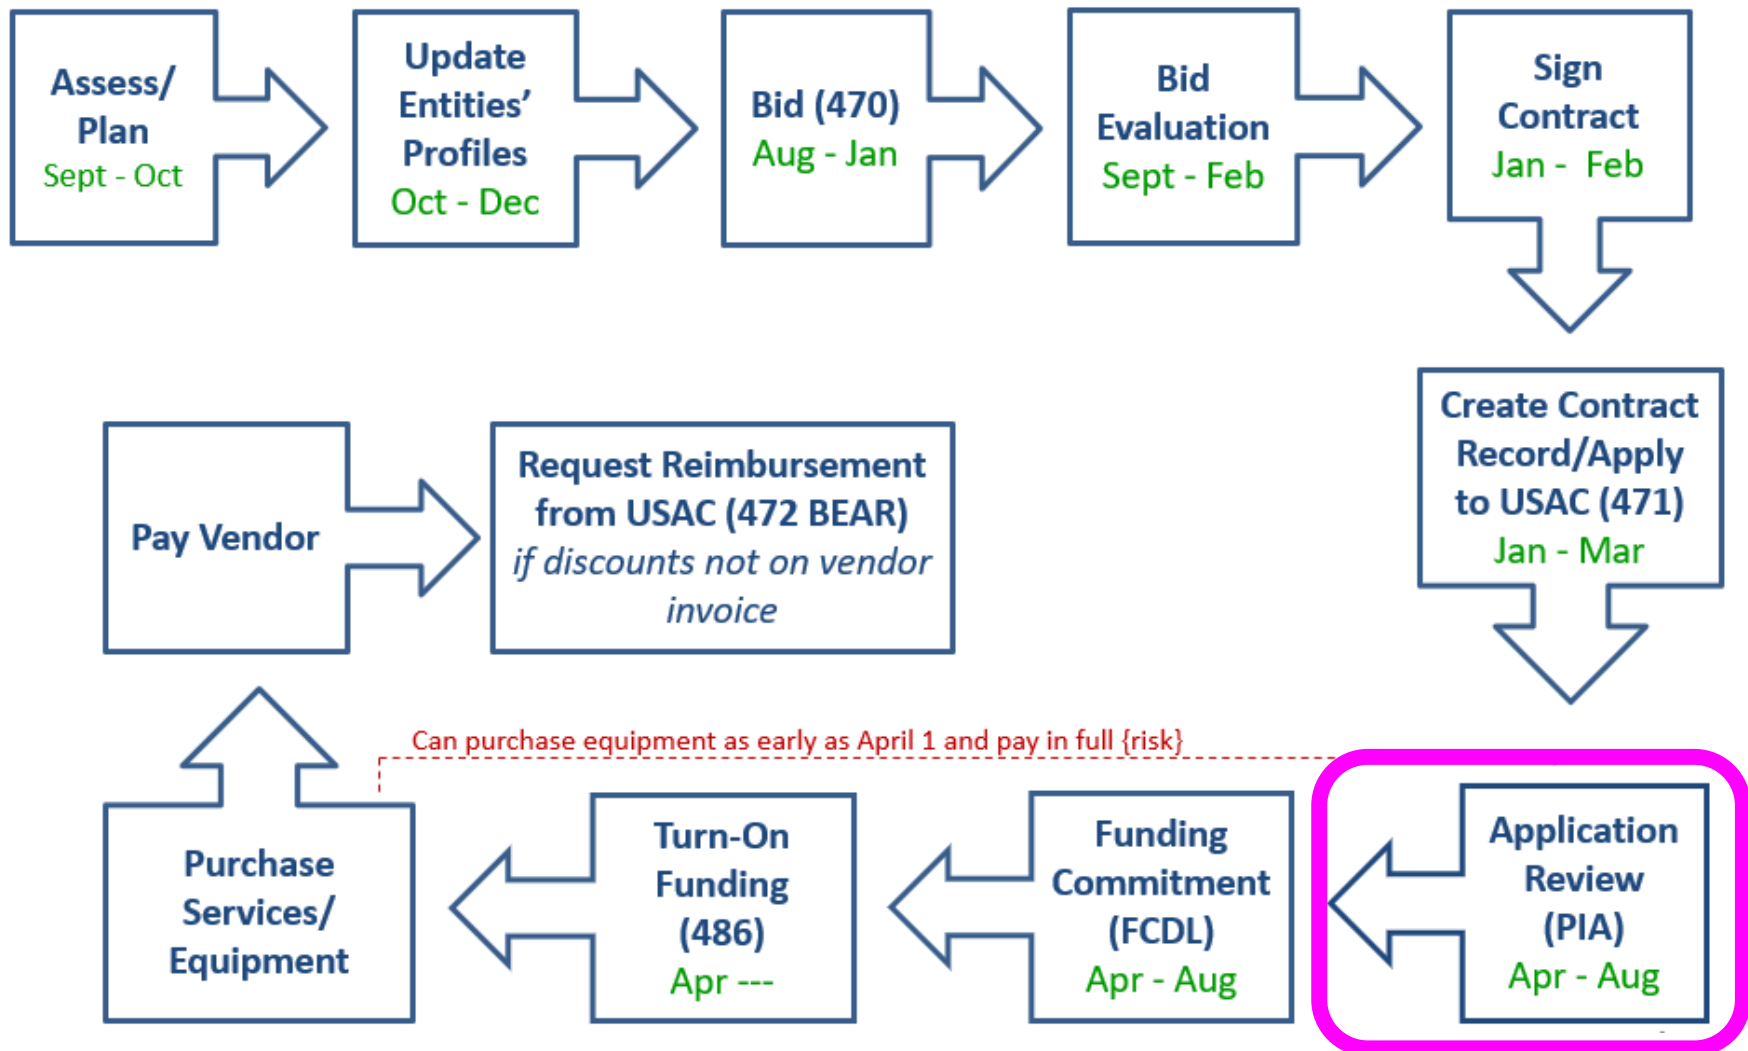 Assess/
Plan
Sept - Oct
Update
Entities’
Profiles
Oct - Dec
Bid (470)
Aug - Jan
Bid
Evaluation
Sept - Feb
Sign
Contract
Jan -  Feb
Create Contract
Record/Apply
to USAC (471)
Jan - Mar
Application
Review
(PIA)
Apr - Aug
Funding
Commitment
(FCDL)
Apr - Aug
Turn-On
Funding
(486)
Apr ---
Can purchase equipment as early as April 1 and pay in full {risk}
Purchase
Services/
Equipment
Pay Vendor
Request Reimbursement
from USAC (472 BEAR)
if discounts not on vendor
invoice